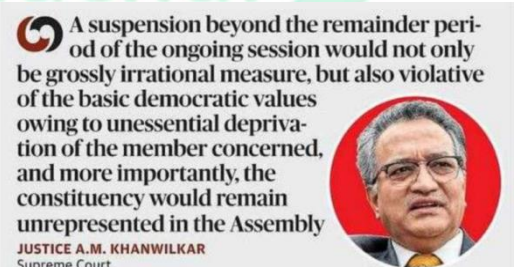 A suspension beyond the remainder peri-
od of the ongoing session would not only
be grossly irrational measure, but also violative
of the basic democratic values
owing to unessential depriva-
tion of the member concerned,
and more importantly, the
constituency would remain
unrepresented in the Assembly
JUSTICE A.M. KHANWILKAR
Supreme Court